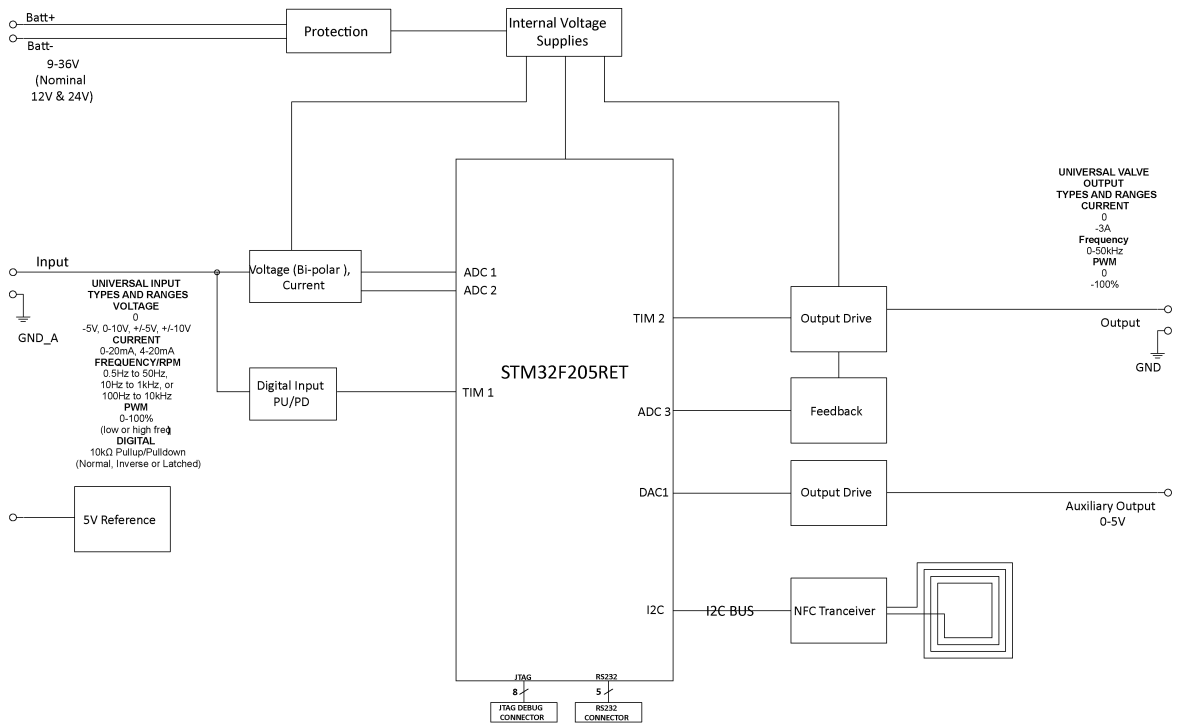 Batt+
Batt-
9-36V
(Nominal
12V & 24V)
Protection
Internal Voltage
Supplies
Input
GND_A
UNIVERSAL INPUT
TYPES AND RANGES
VOLTAGE
0
-5V, 0-10V, +/-5V, +/-10V
CURRENT
0-20mA, 4-20mA
FREQUENCY/RPM
0.5Hz to 50Hz,
10Hz to 1kHz, or
100Hz to 10kHz
PWM
0-100%
(low or high freq)
DIGITAL
10kΩ Pullup/Pulldown
(Normal, Inverse or Latched)
5V Reference
Voltage (Bi-polar ),
Current
Digital Input
PU/PD
ADC 1
ADC 2
TIM 1
STM32F205RET
TIM 2
ADC 3
DAC1
I2C
JTAG
8
JTAG DEBUG
CONNECTOR
RS232
5
RS232
CONNECTOR
Output Drive
Feedback
Output Drive
I2C BUS
NFC Tranceiver
UNIVERSAL VALVE
OUTPUT
TYPES AND RANGES
CURRENT
0
-3A
Frequency
0-50kHz
PWM
0
-100%
Output
GND
Auxiliary Output
0-5V